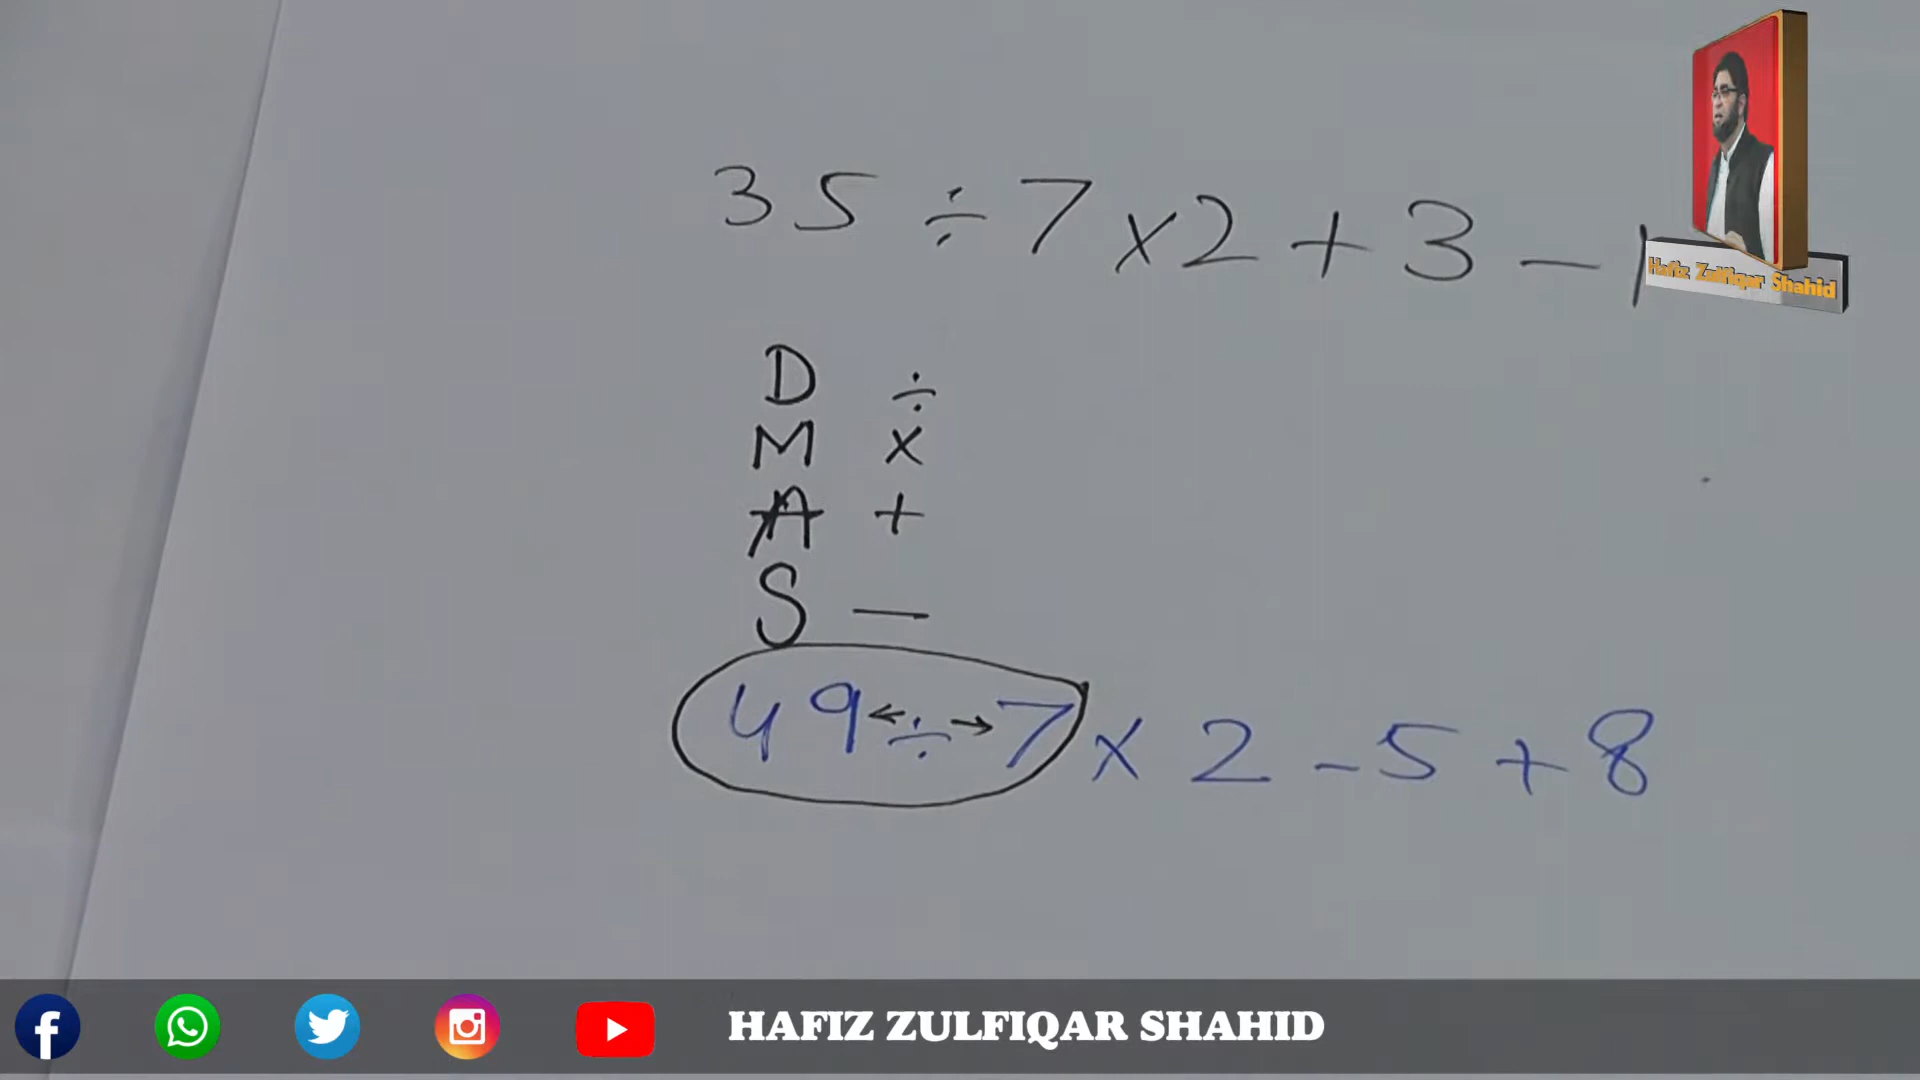 35 ÷ 7 x 2 + 3 - 1
Hafiz Zulfiqar Shahid
D ÷
M x
A +
S -
49 ÷ 7 x 2 - 5 + 8
HAFIZ ZULFIQAR SHAHID